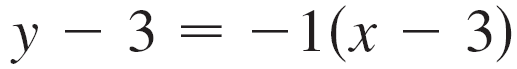 y − 3 = −1(x − 3)